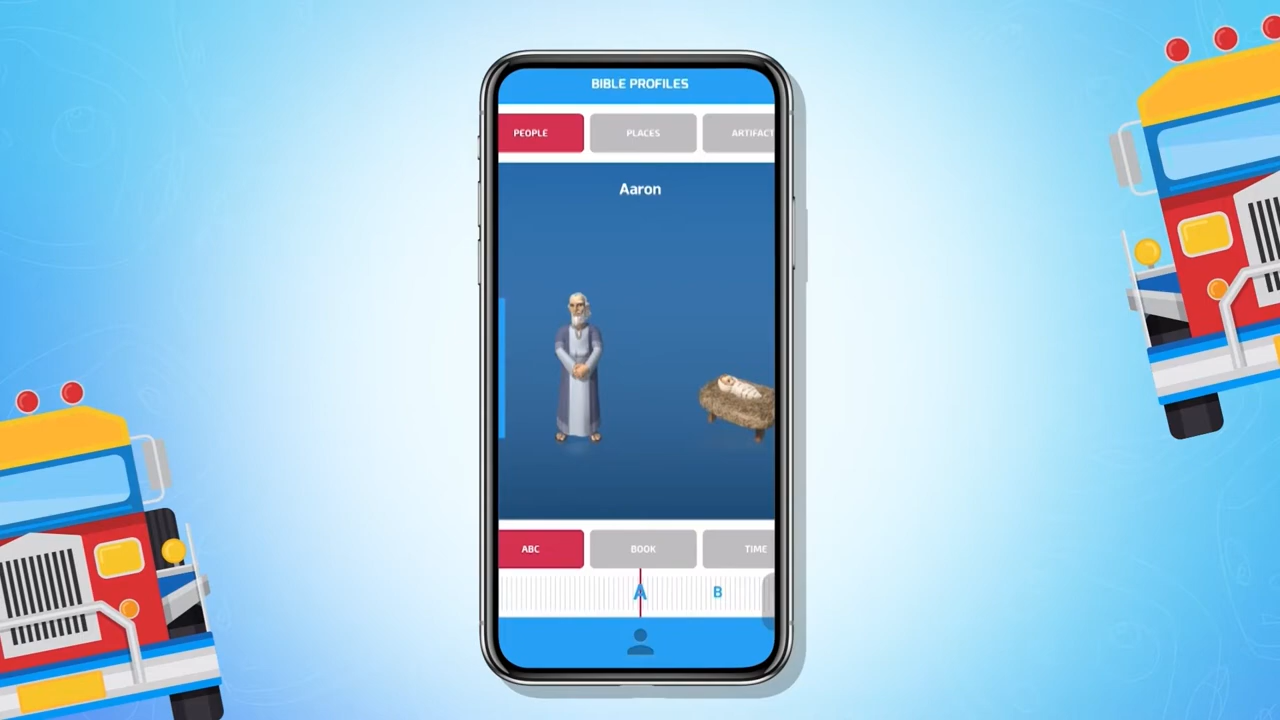 BIBLE PROFILES
PEOPLE PLACES ARTIFACT
Aaron
ABC BOOK TIME
A B